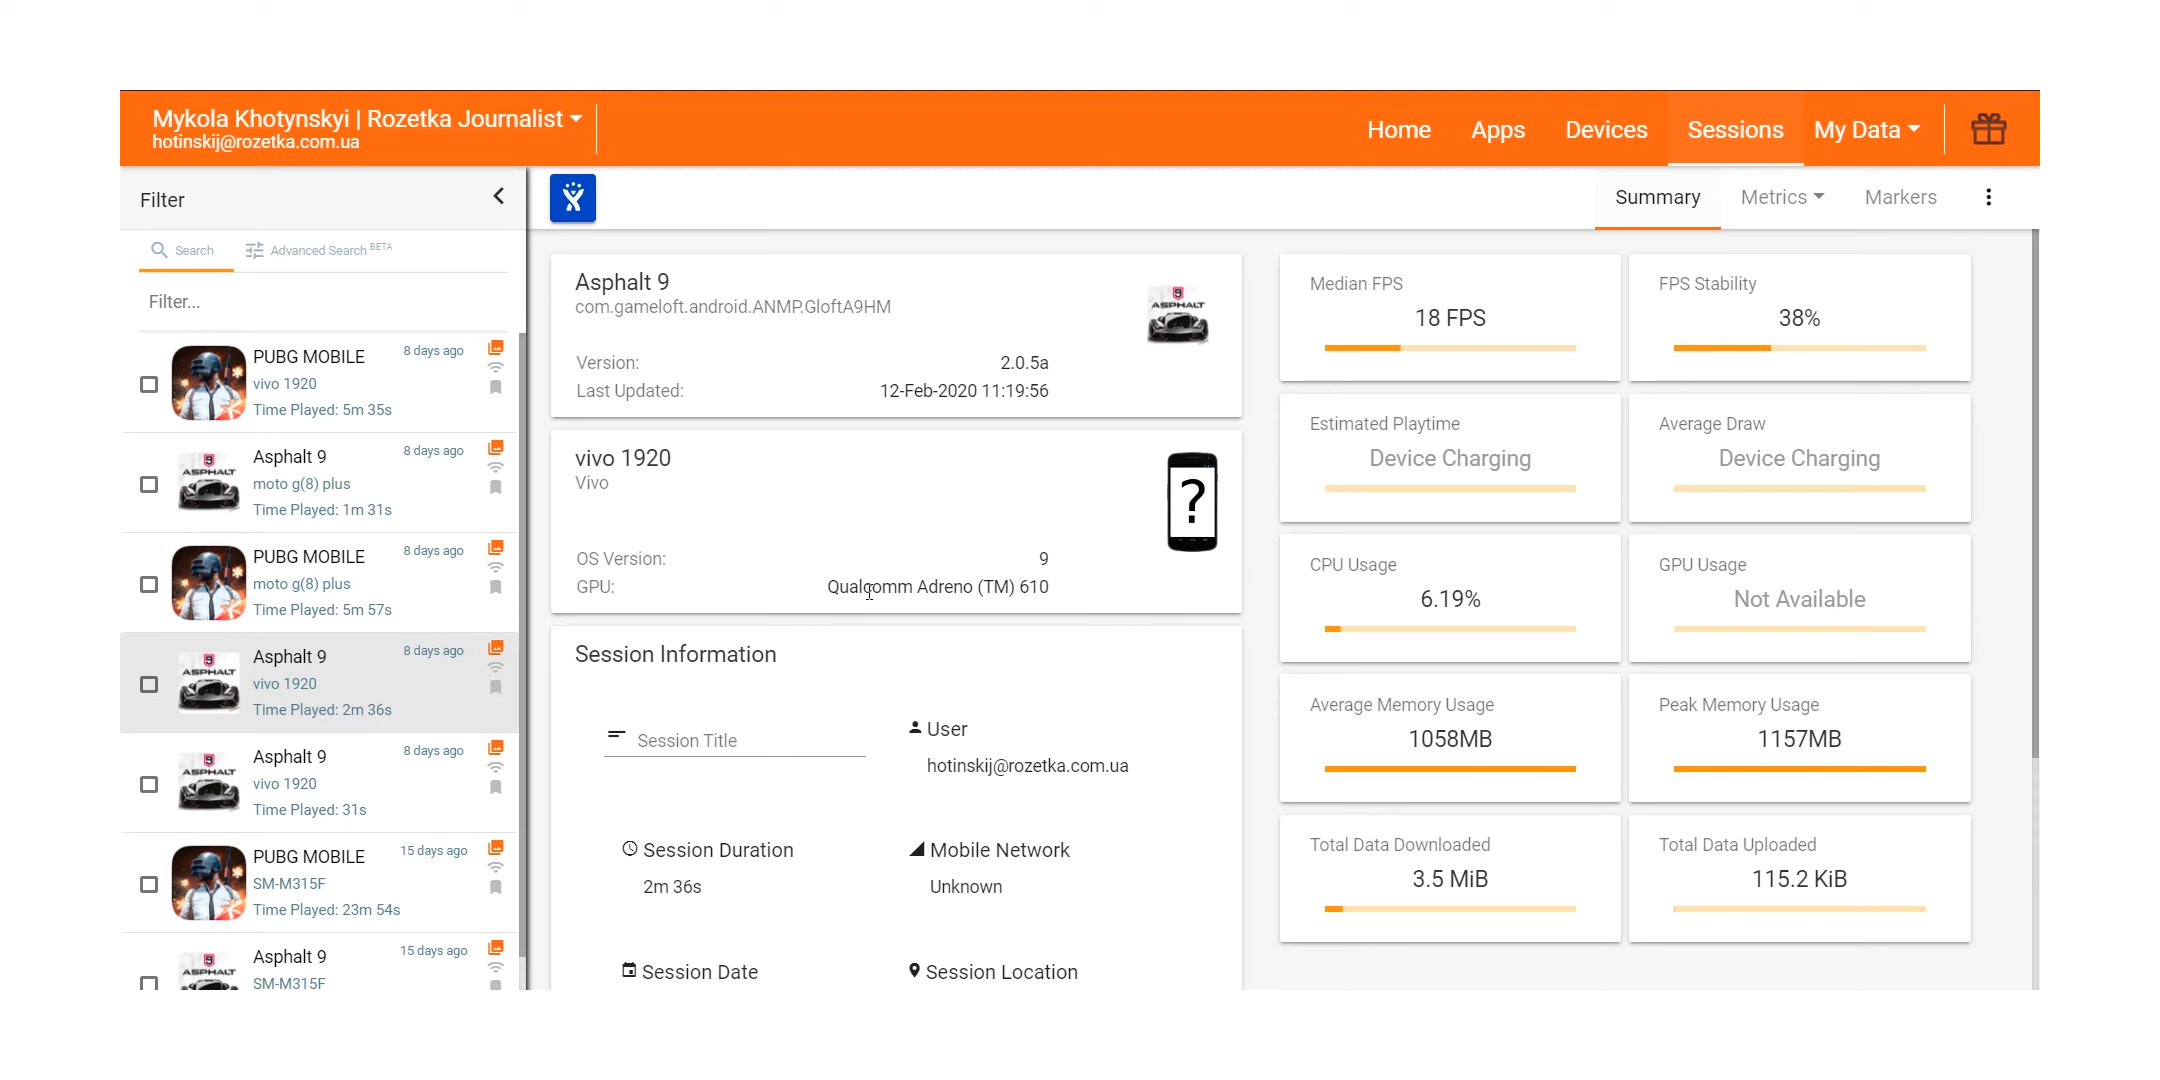 Mykola Khotynskyi | Rozetka Journalist
hotinskij@rozetka.com.ua
Home Apps Devices Sessions My Data
Filter
Summary Metrics Markers
Search Advanced Search BETA
Filter...
PUBG MOBILE 8 days ago
vivo 1920
Time Played: 5m 35s
Asphalt 9 8 days ago
moto g(8) plus
Time Played: 1m 31s
PUBG MOBILE 8 days ago
moto g(8) plus
Time Played: 5m 57s
Asphalt 9 8 days ago
vivo 1920
Time Played: 2m 36s
Asphalt 9 8 days ago
vivo 1920
Time Played: 31s
PUBG MOBILE 15 days ago
SM-M315F
Time Played: 23m 54s
Asphalt 9 15 days ago
SM-M315F
9
ASPHALT
9
ASPHALT
9
ASPHALT
9
ASPHALT
Asphalt 9
com.gameloft.android.ANMP.GloftA9HM
9
ASPHALT
Version: 2.0.5a
Last Updated: 12-Feb-2020 11:19:56
vivo 1920
Vivo
?
OS Version: 9
GPU: Qualcomm Adreno (TM) 610
Session Information
Session Title
User
hotinskij@rozetka.com.ua
Session Duration
2m 36s
Mobile Network
Unknown
Session Date
Session Location
Median FPS
18 FPS
FPS Stability
38%
Estimated Playtime
Device Charging
Average Draw
Device Charging
CPU Usage
6.19%
GPU Usage
Not Available
Average Memory Usage
1058MB
Peak Memory Usage
1157MB
Total Data Downloaded
3.5 MiB
Total Data Uploaded
115.2 KiB